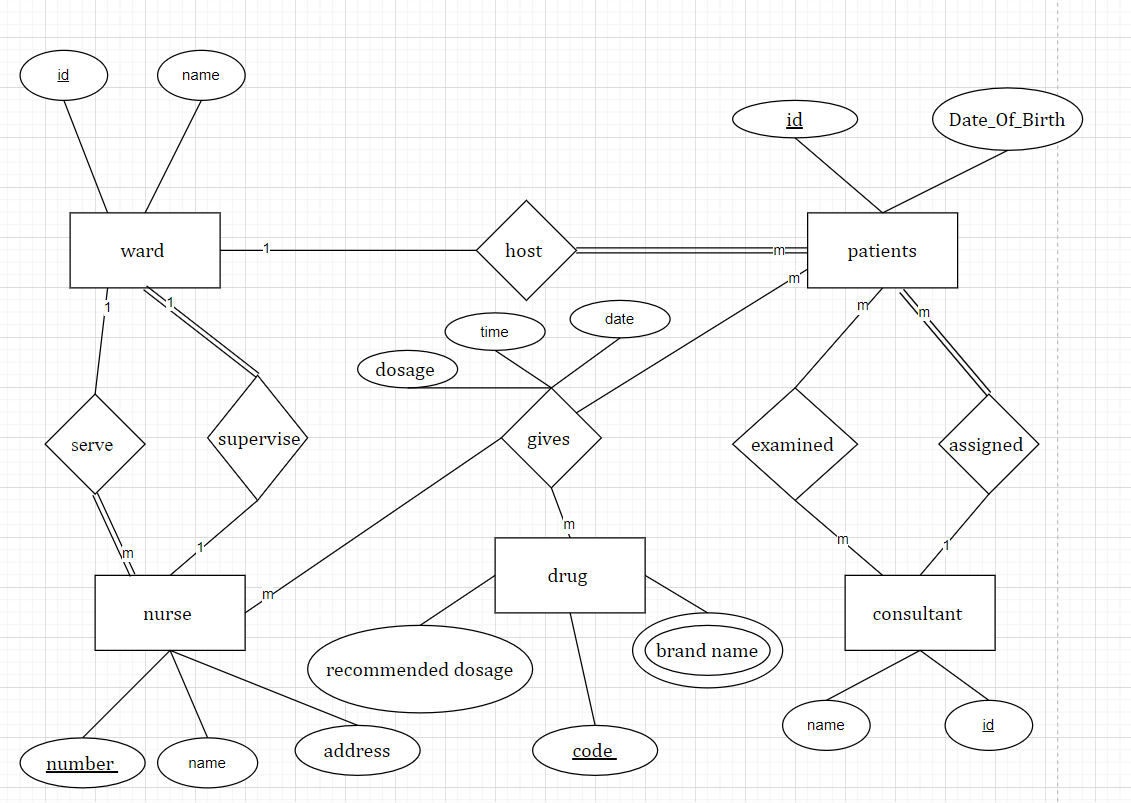 id
name
id
Date_Of_Birth
ward
1
host
m
patients
1
1
m
m
m
time
date
dosage
serve
supervise
gives
examined
assigned
m
1
m
m
m
1
nurse
drug
consultant
recommended dosage
brand name
number
name
address
code
name
id